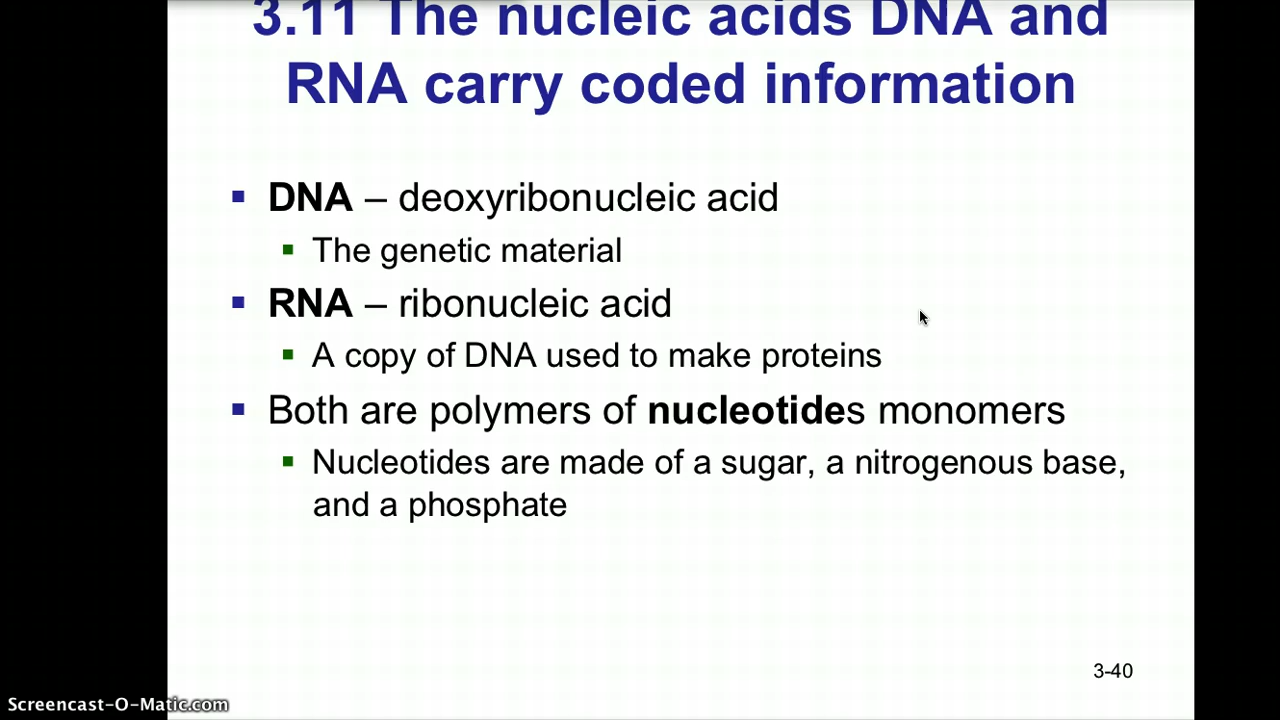 3.11 The nucleic acids DNA and
RNA carry coded information
▪ DNA – deoxyribonucleic acid
▪ The genetic material
▪ RNA – ribonucleic acid
▪ A copy of DNA used to make proteins
▪ Both are polymers of nucleotides monomers
▪ Nucleotides are made of a sugar, a nitrogenous base,
and a phosphate
3-40
Screencast-O-Matic.com